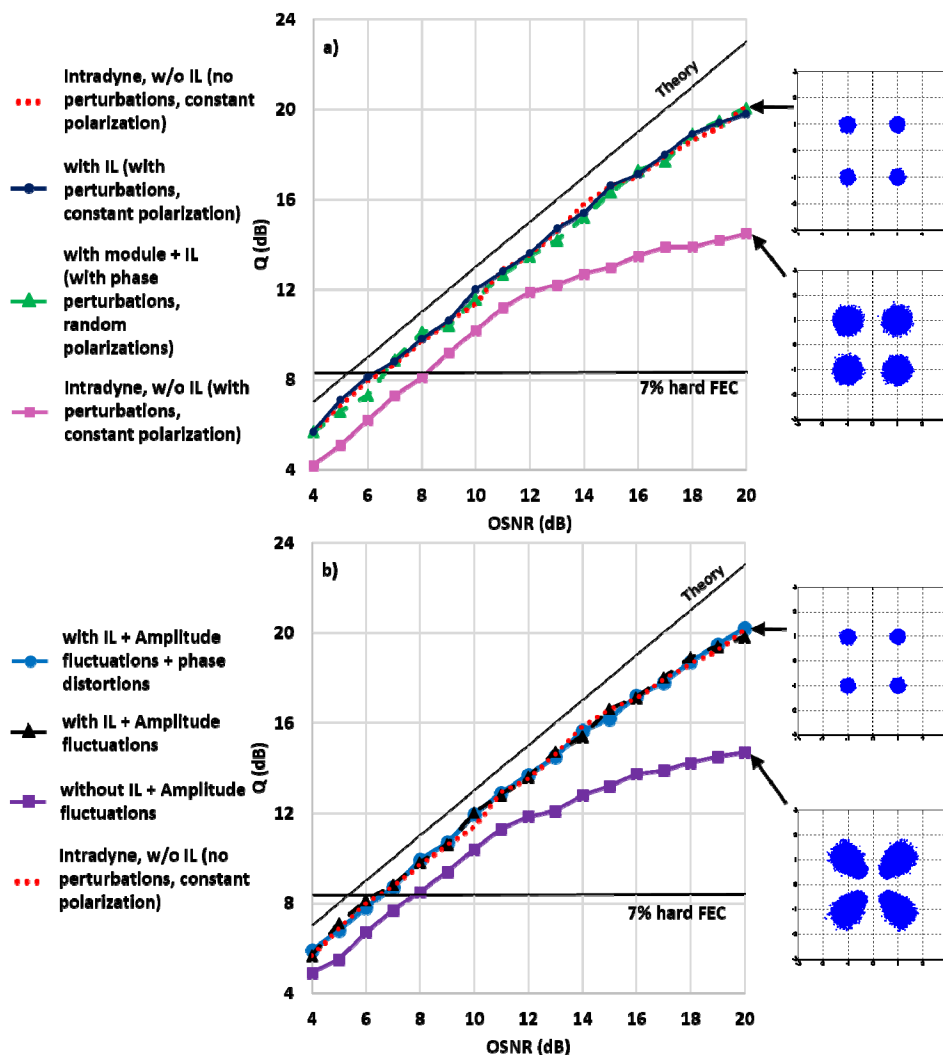 a)
Intradyne, w/o IL (no
perturbations, constant
polarization)
with IL (with
perturbations,
constant polarization)
with module + IL
(with phase
perturbations,
random
polarizations)
Intradyne, w/o IL (with
perturbations,
constant polarization)
24
20
16
12
8
4
Q (dB)
Theory
7% hard FEC
4 6 8 10 12 14 16 18 20
OSNR (dB)
b)
with IL + Amplitude
fluctuations + phase
distortions
with IL + Amplitude
fluctuations
without IL + Amplitude
fluctuations
Intradyne, w/o IL (no
perturbations, constant
polarization)
24
20
16
12
8
4
Q (dB)
Theory
7% hard FEC
4 6 8 10 12 14 16 18 20
OSNR (dB)